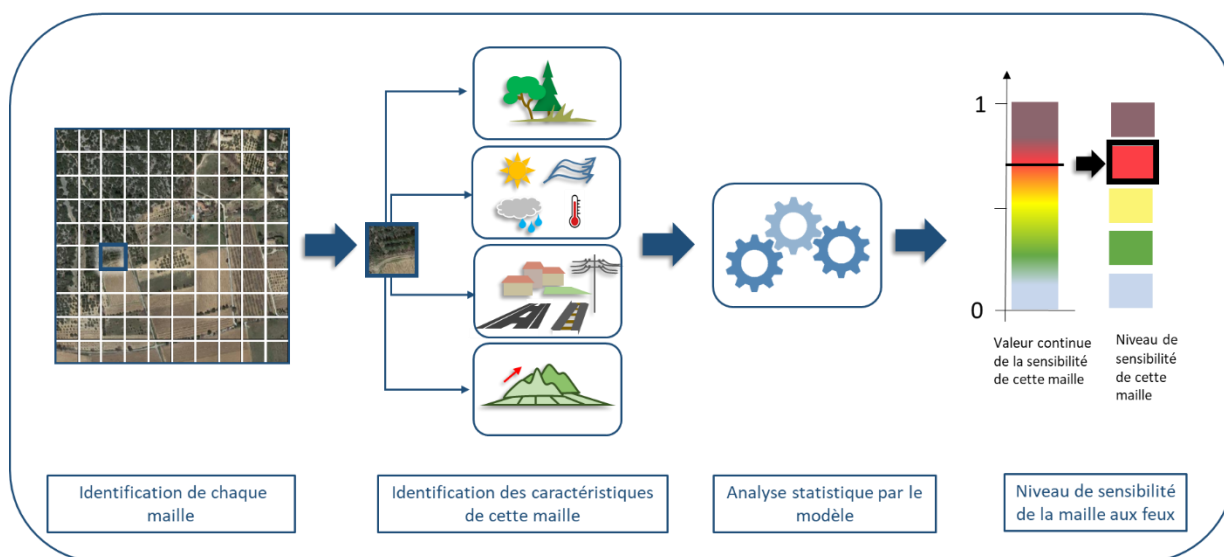 1
0
Valeur continue
de la sensibilité
de cette maille
Niveau de
sensibilité
de cette
maille
Identification de chaque
maille
Identification des caractéristiques
de cette maille
Analyse statistique par le
modèle
Niveau de sensibilité
de la maille aux feux